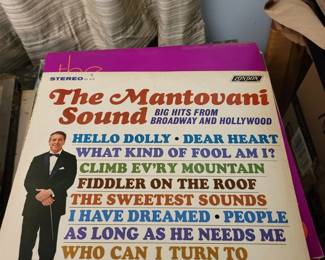 the
STEREO
LONDON
The Mantovani
Sound BIG HITS FROM
BROADWAY AND HOLLYWOOD
HELLO DOLLY • DEAR HEART
WHAT KIND OF FOOL AM I?
CLIMB EV'RY MOUNTAIN
FIDDLER ON THE ROOF
THE SWEETEST SOUNDS
I HAVE DREAMED • PEOPLE
AS LONG AS HE NEEDS ME
WHO CAN I TURN TO